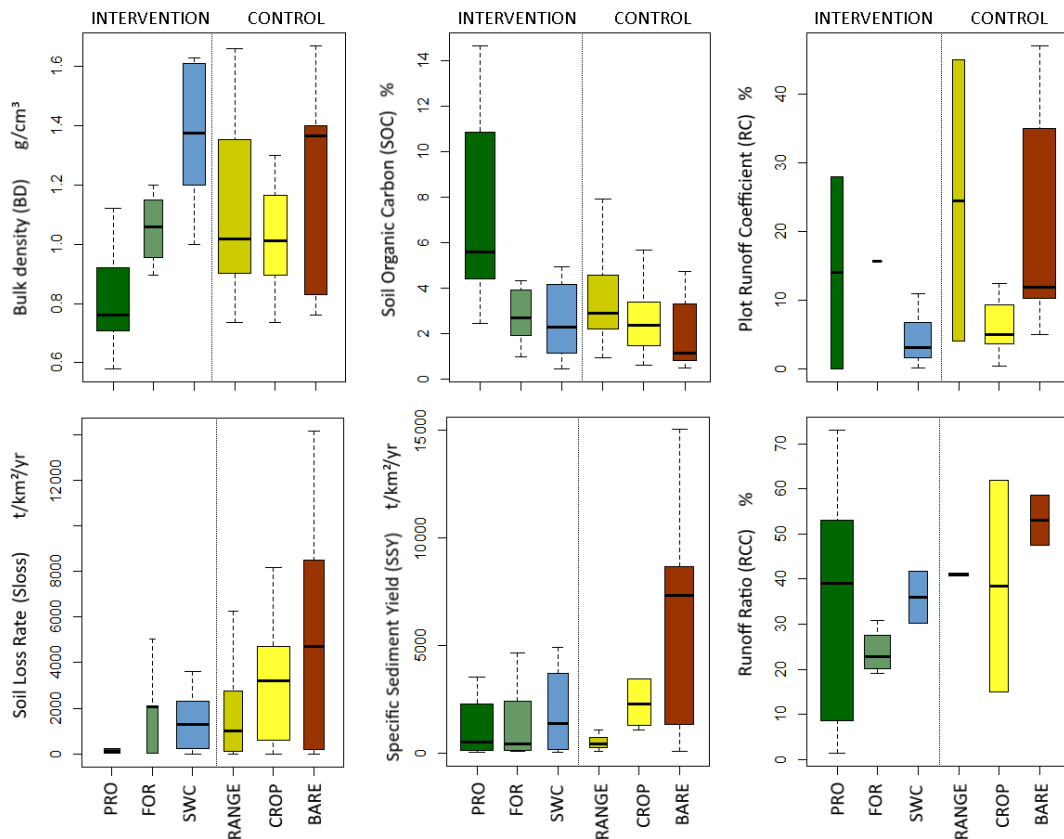 INTERVENTION CONTROL
Bulk density (BD) g/cm³
0.6 0.8 1.0 1.2 1.4 1.6
INTERVENTION CONTROL
Soil Organic Carbon (SOC) %
0 2 4 6 8 10 12 14
INTERVENTION CONTROL
Plot Runoff Coefficient (RC) %
0 10 20 30 40
Soil Loss Rate (Sloss) t/km²/yr
0 2000 4000 6000 8000 12000
PRO FOR SWC RANGE CROP BARE
Specific Sediment Yield (SSY) t/km²/yr
0 5000 10000 15000
PRO FOR SWC RANGE CROP BARE
Runoff Ratio (RCC) %
0 10 20 30 40 50 60 70
PRO FOR SWC RANGE CROP BARE